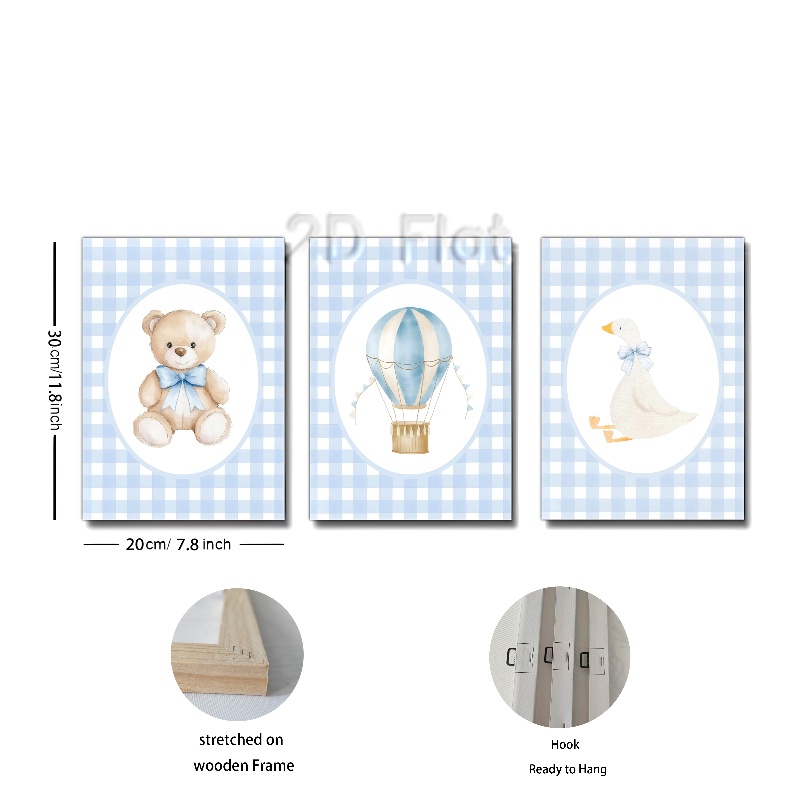 2D Flat
30cm/11.8inch
20cm/ 7.8 inch
stretched on
wooden Frame
Hook
Ready to Hang